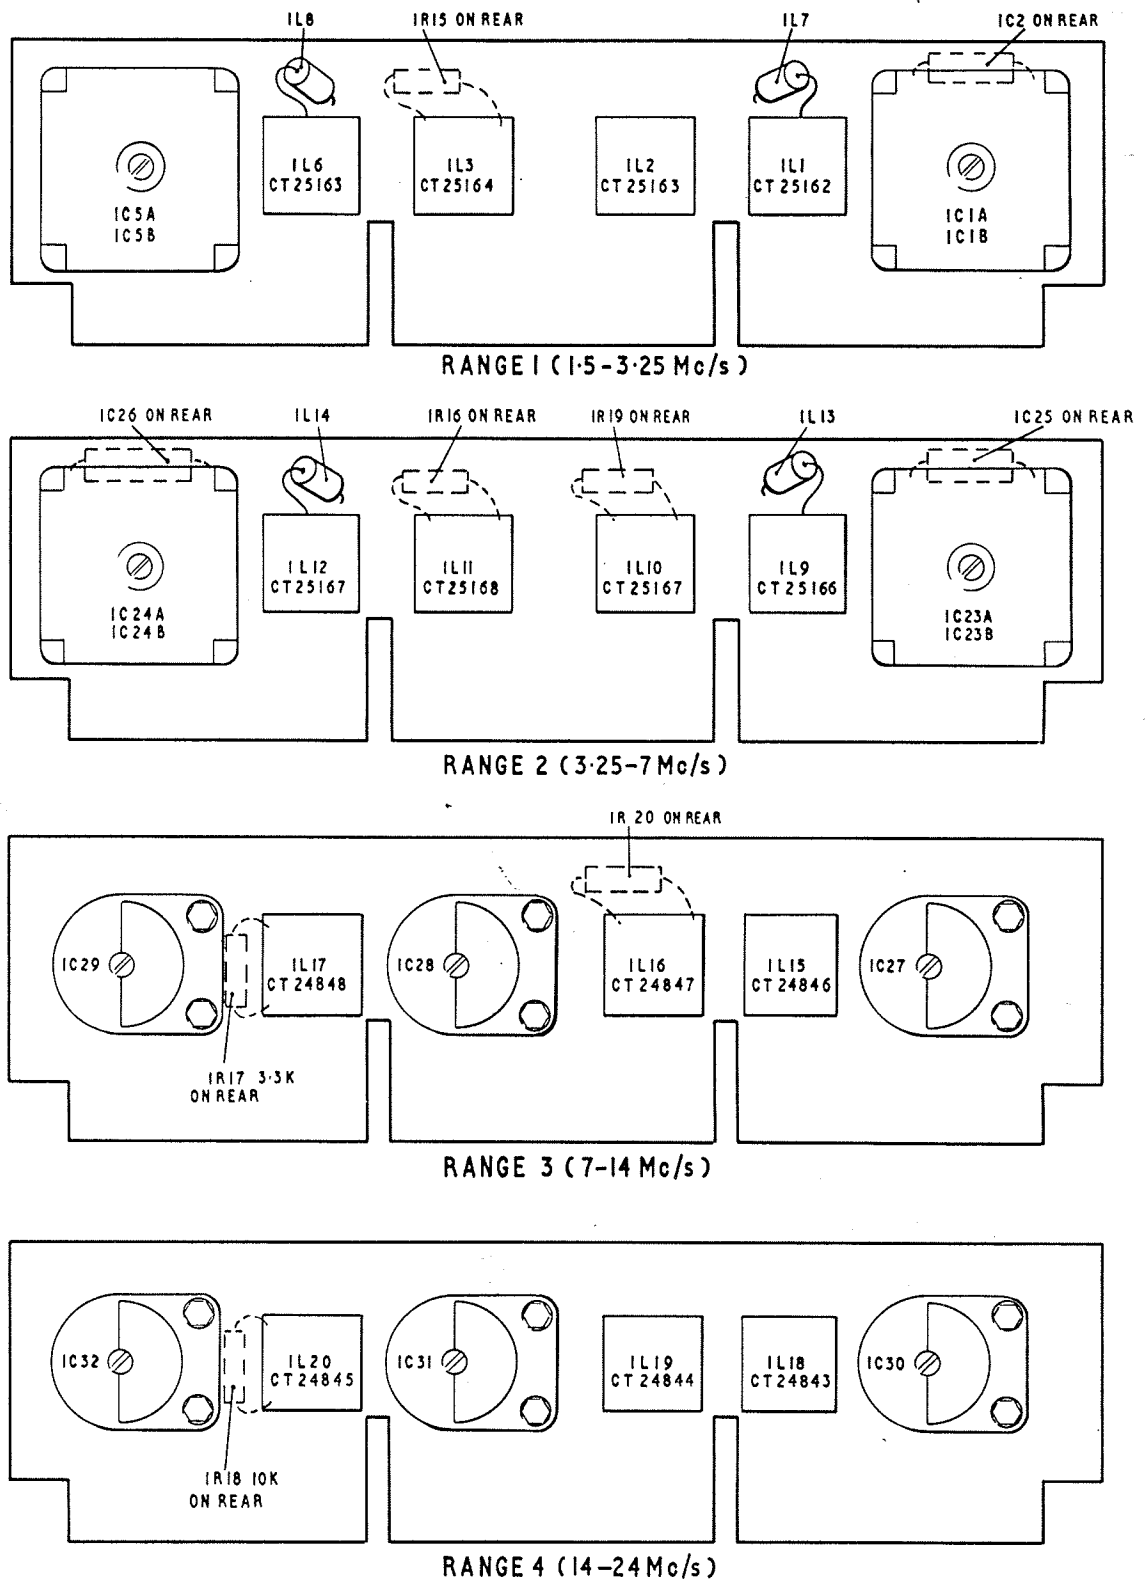 1L8
1R15 ON REAR
1L7
1C2 ON REAR
1L6
CT25163
1L3
CT25164
1L2
CT25163
1L1
CT25162
1C5A
1C5B
1C1A
1C1B
RANGE 1 (1·5-3·25 Mc/s)
1C26 ON REAR
1L14
1R16 ON REAR
1R19 ON REAR
1L13
1C25 ON REAR
1L12
CT25167
1L11
CT25168
1L10
CT25167
1L9
CT25166
1C24A
1C24B
1C23A
1C23B
RANGE 2 (3·25-7 Mc/s)
1R 20 ON REAR
1C29
1L17
CT24848
1C28
1L16
CT24847
1L15
CT24846
1C27
1R17 3·3K
ON REAR
RANGE 3 (7-14 Mc/s)
1C32
1L20
CT24845
1C31
1L19
CT24844
1L18
CT24843
1C30
1R18 10K
ON REAR
RANGE 4 (14-24 Mc/s)